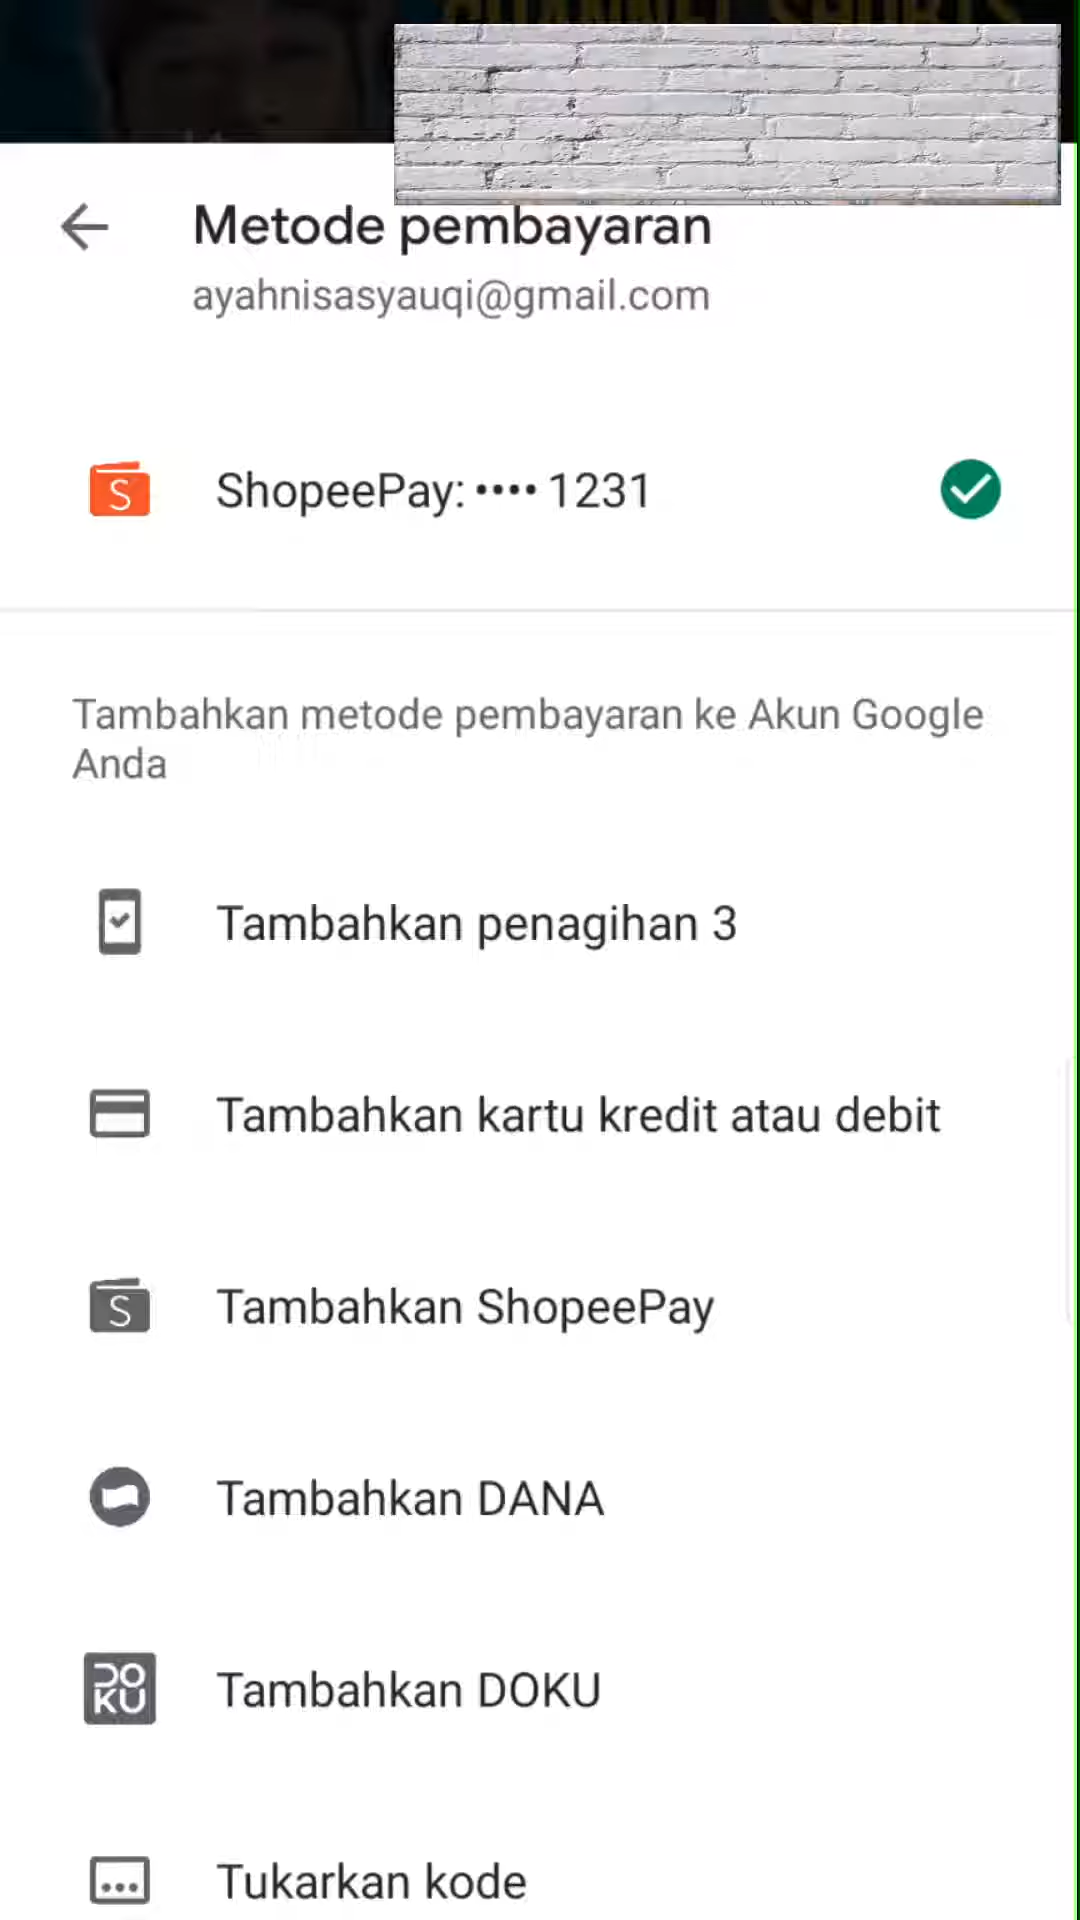 Metode pembayaran
ayahnisasyauqi@gmail.com
ShopeePay: •••• 1231
Tambahkan metode pembayaran ke Akun Google
Anda
Tambahkan penagihan 3
Tambahkan kartu kredit atau debit
S
Tambahkan ShopeePay
Tambahkan DANA
DOKU
Tambahkan DOKU
Tukarkan kode